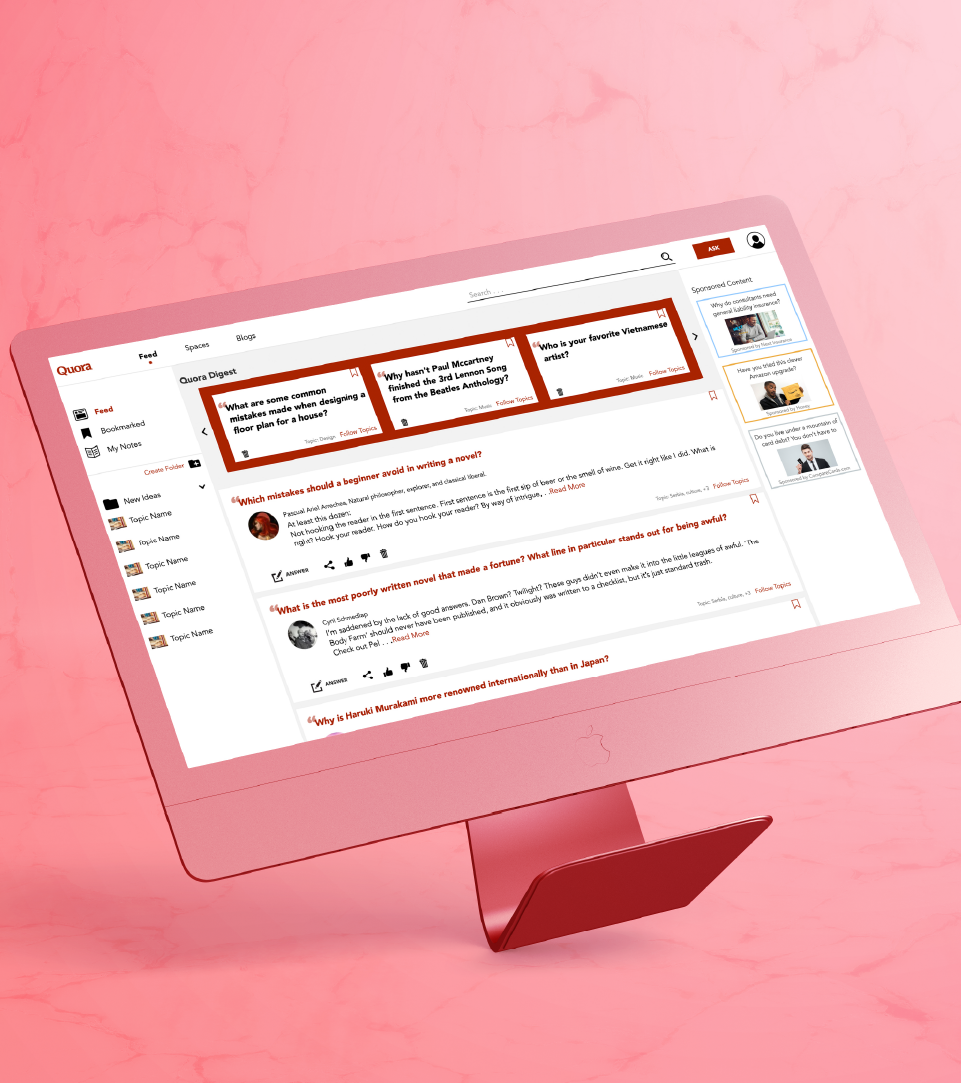 Quora
Feed
Spaces
Blogs
Search . . .
ASK
Feed
Bookmarked
My Notes
Create Folder
New Ideas
Topic Name
Topic Name
Topic Name
Topic Name
Topic Name
Topic Name
Quora Digest
What are some common
mistakes made when designing a
floor plan for a house?
Topic: Design Follow Topics
Why hasn't Paul Mccartney
finished the 3rd Lennon Song
from the Beatles Anthology?
Topic: Music Follow Topics
Who is your favorite Vietnamese
artist?
Topic: Music Follow Topics
Which mistakes should a beginner avoid in writing a novel?
Pascual Ariel Arrechea, Natural philosopher, explorer, and classical liberal.
At least this dozen:
Not hooking the reader in the first sentence. First sentence is the first sip of beer or the smell of wine. Get it right like I did. What is
right? Hook your reader. How do you hook your reader? By way of intrigue, . .Read More
Topic: Serbia, culture, +3 Follow Topics
ANSWER
What is the most poorly written novel that made a fortune? What line in particular stands out for being awful?
Cyril Schmedlap
I'm saddened by the lack of good answers. Dan Brown? Twilight? These guys didn't even make it into the little leagues of awful. 'The
Body Farm' should never have been published, and it obviously was written to a checklist, but it's just standard trash.
Check out Pel . . .Read More
Topic: Serbia, culture, +3 Follow Topics
ANSWER
Why is Haruki Murakami more renowned internationally than in Japan?
Sponsored Content
Why do consultants need
general liability insurance?
Sponsored by Next Insurance
Have you tried this clever
Amazon upgrade?
Sponsored by Honey
Do you live under a mountain of
card debt? You don't have to
Sponsored by CompareCards.com